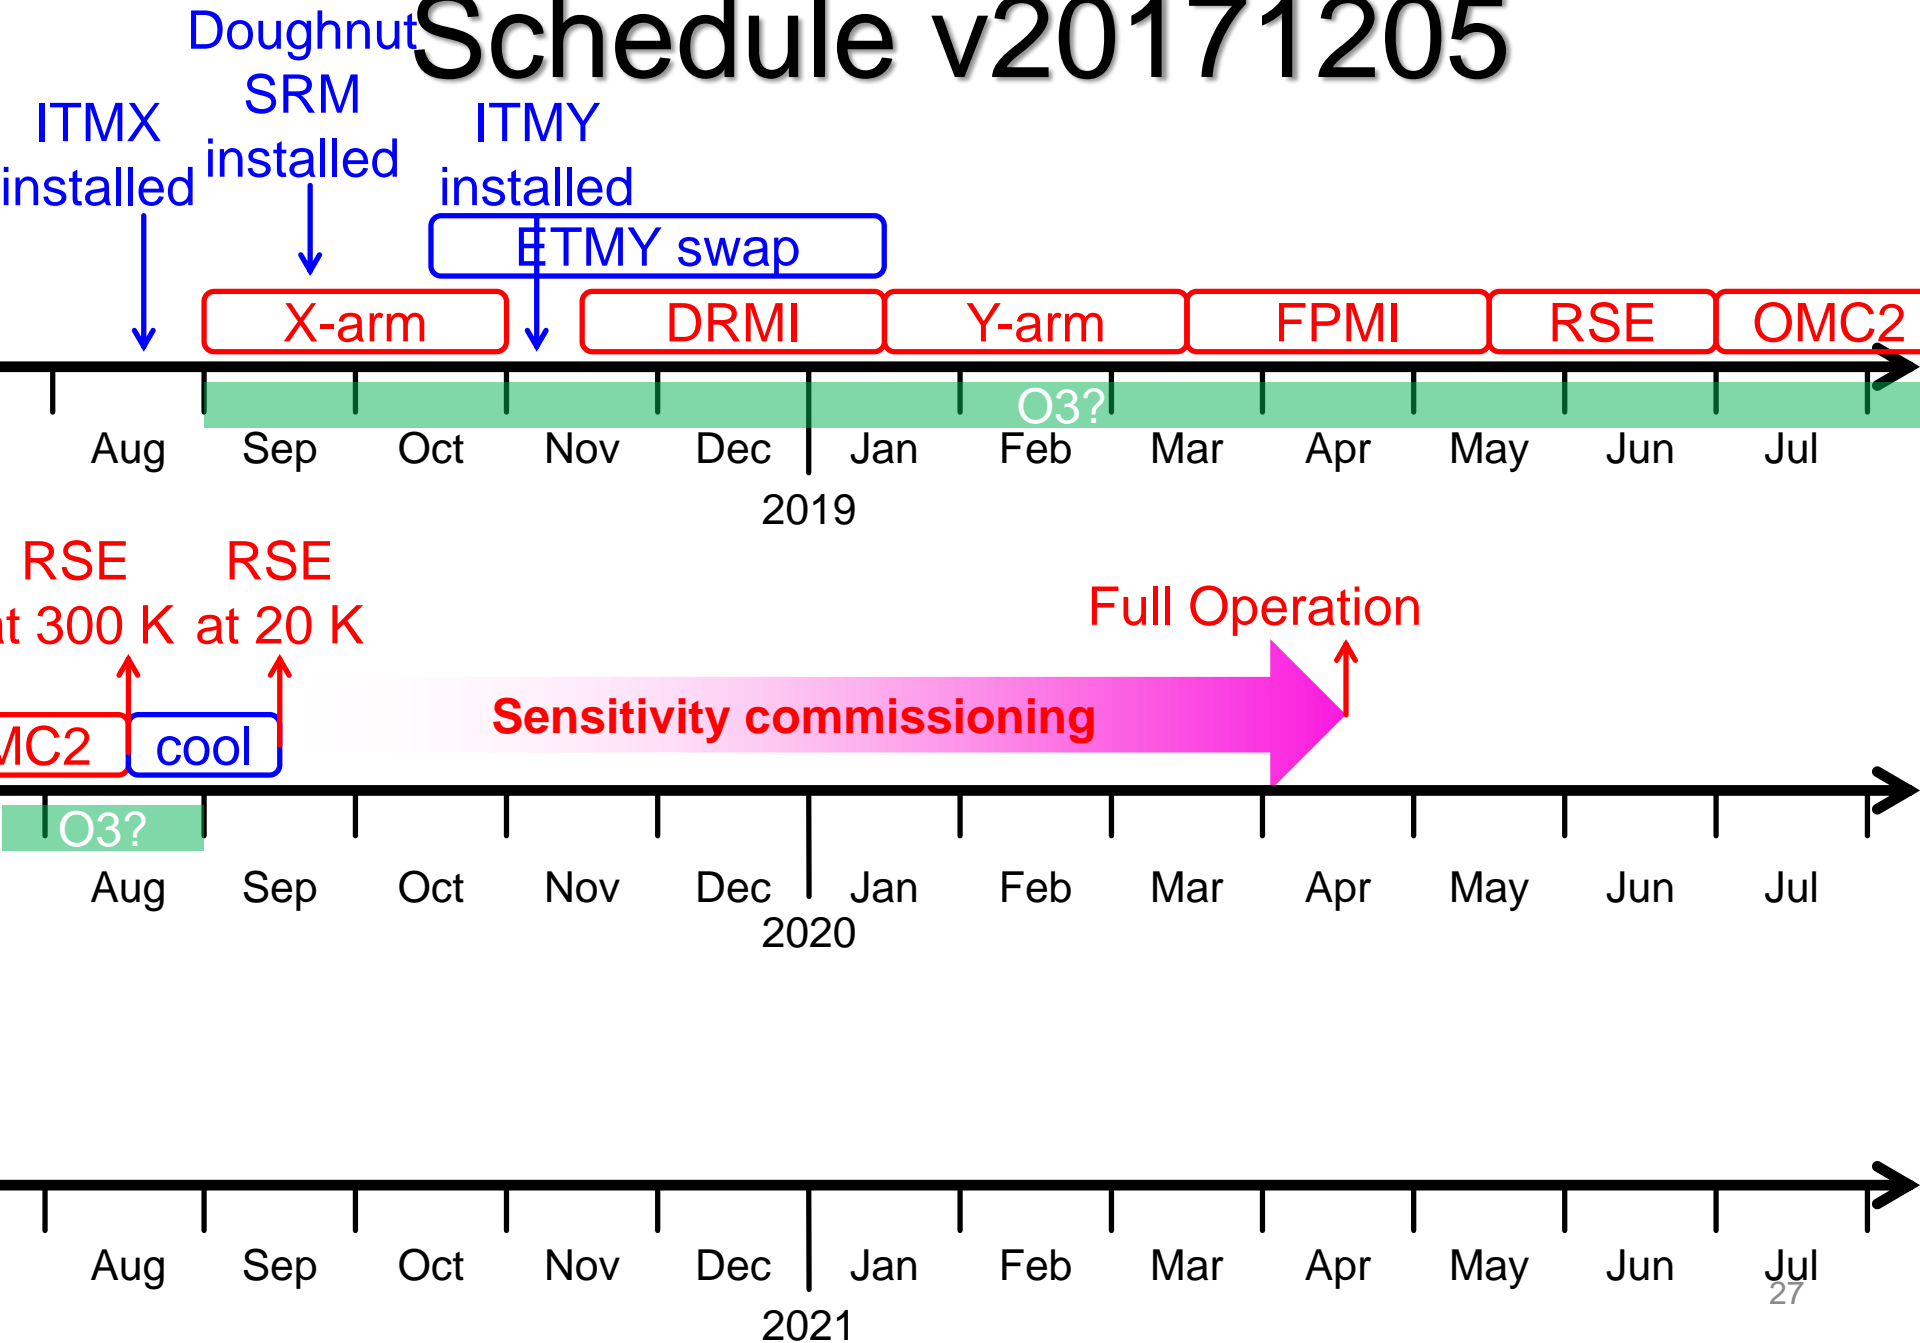 Schedule v20171205
Doughnut
SRM
installed
ITMX
installed
ITMY
installed
ETMY swap
X-arm
DRMI
Y-arm
FPMI
RSE
OMC2
O3?
Aug Sep Oct Nov Dec Jan Feb Mar Apr May Jun Jul
2019
RSE
at 300 K
RSE
at 20 K
Full Operation
Sensitivity commissioning
MC2
cool
O3?
Aug Sep Oct Nov Dec Jan Feb Mar Apr May Jun Jul
2020
Aug Sep Oct Nov Dec Jan Feb Mar Apr May Jun Jul
27
2021